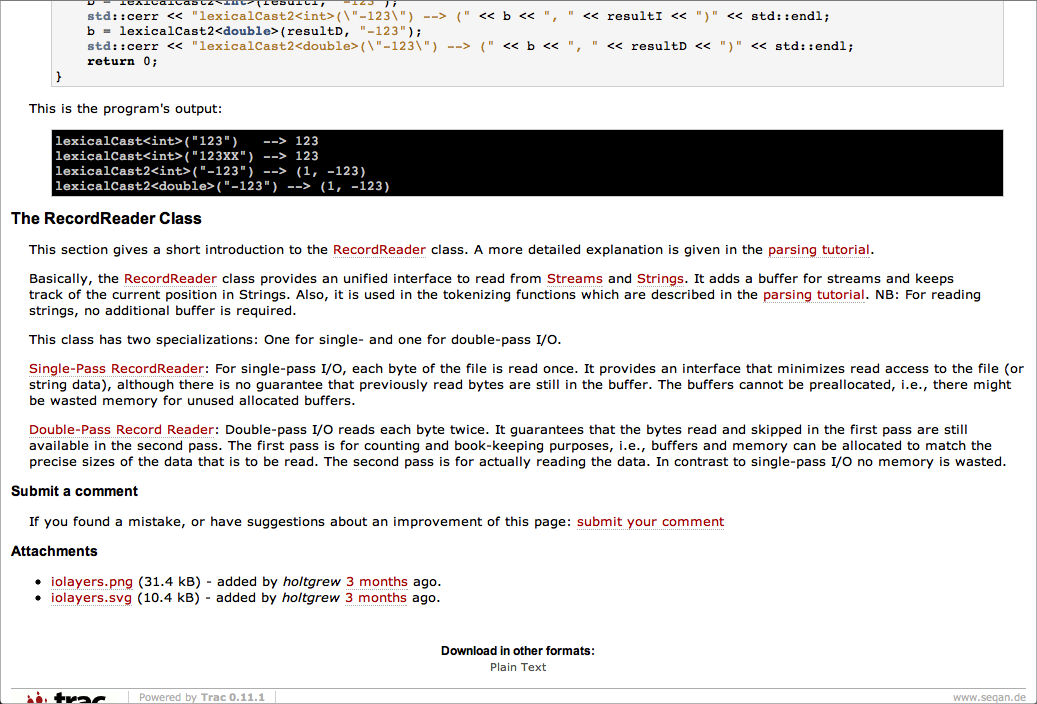 b = lexicalCast2<int>(resultI, "-123");
std::cerr << "lexicalCast2<int>(\"-123\") --> (" << b << ", " << resultI << ")" << std::endl;
b = lexicalCast2<double>(resultD, "-123");
std::cerr << "lexicalCast2<double>(\"-123\") --> (" << b << ", " << resultD << ")" << std::endl;
return 0;
}
This is the program's output:
lexicalCast<int>("123")   --> 123
lexicalCast<int>("123XX") --> 123
lexicalCast2<int>("-123") --> (1, -123)
lexicalCast2<double>("-123") --> (1, -123)
The RecordReader Class
This section gives a short introduction to the RecordReader class. A more detailed explanation is given in the parsing tutorial.
Basically, the RecordReader class provides an unified interface to read from Streams and Strings. It adds a buffer for streams and keeps
track of the current position in Strings. Also, it is used in the tokenizing functions which are described in the parsing tutorial. NB: For reading
strings, no additional buffer is required.
This class has two specializations: One for single- and one for double-pass I/O.
Single-Pass RecordReader: For single-pass I/O, each byte of the file is read once. It provides an interface that minimizes read access to the file (or
string data), although there is no guarantee that previously read bytes are still in the buffer. The buffers cannot be preallocated, i.e., there might
be wasted memory for unused allocated buffers.
Double-Pass Record Reader: Double-pass I/O reads each byte twice. It guarantees that the bytes read and skipped in the first pass are still
available in the second pass. The first pass is for counting and book-keeping purposes, i.e., buffers and memory can be allocated to match the
precise sizes of the data that is to be read. The second pass is for actually reading the data. In contrast to single-pass I/O no memory is wasted.
Submit a comment
If you found a mistake, or have suggestions about an improvement of this page: submit your comment
Attachments
• iolayers.png (31.4 kB) - added by holtgrew 3 months ago.
• iolayers.svg (10.4 kB) - added by holtgrew 3 months ago.
Download in other formats:
Plain Text
trac
Powered by Trac 0.11.1
www.seqan.de